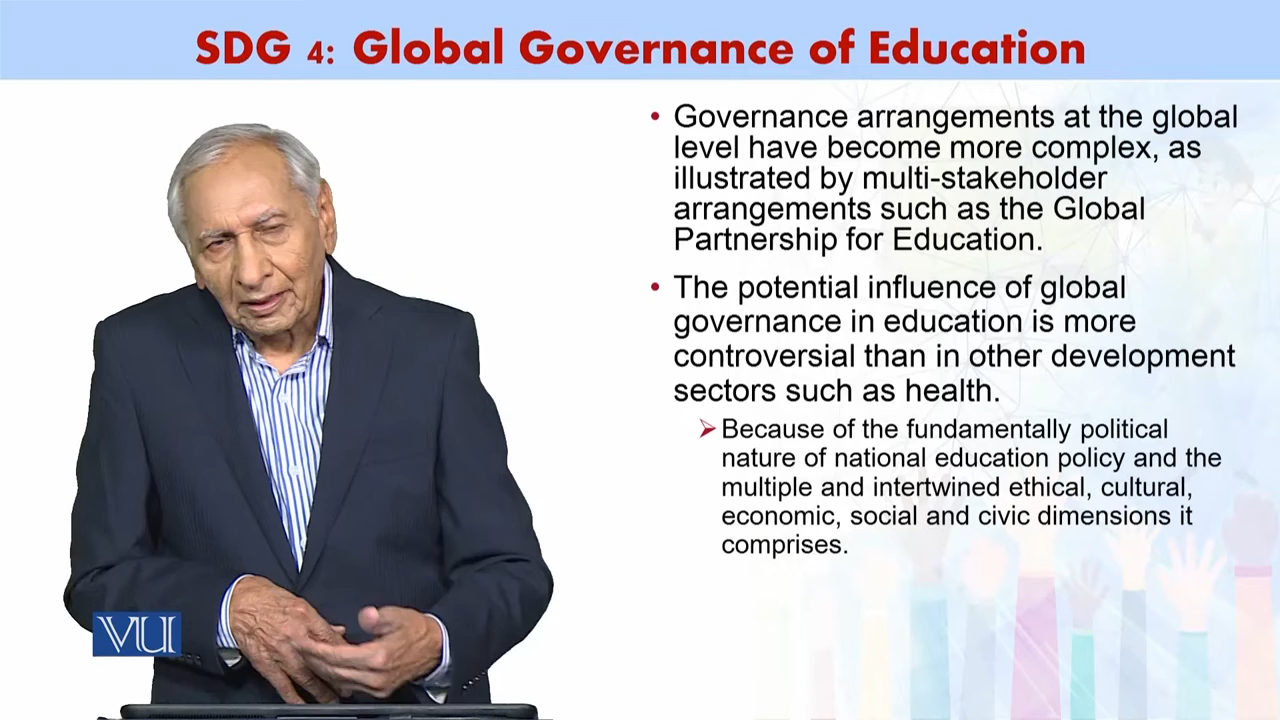 SDG 4: Global Governance of Education
• Governance arrangements at the global
level have become more complex, as
illustrated by multi-stakeholder
arrangements such as the Global
Partnership for Education.
• The potential influence of global
governance in education is more
controversial than in other development
sectors such as health.
➢ Because of the fundamentally political
nature of national education policy and the
multiple and intertwined ethical, cultural,
economic, social and civic dimensions it
comprises.
VU